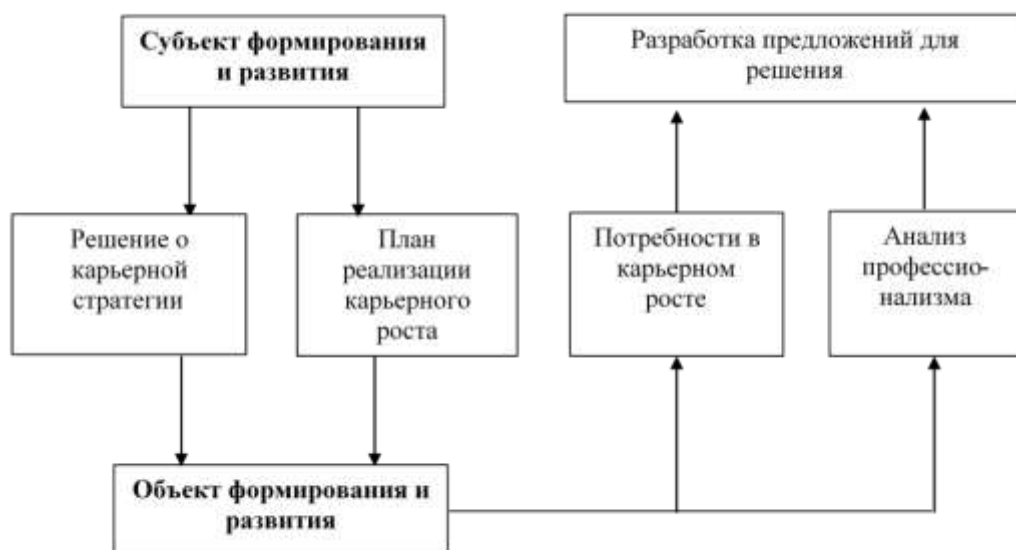 Субъект формирования
и развития
Разработка предложений для
решения
Решение о
карьерной
стратегии
План
реализации
карьерного
роста
Потребности в
карьерном
росте
Анализ
профессио-
нализма
Объект формирования и
развития